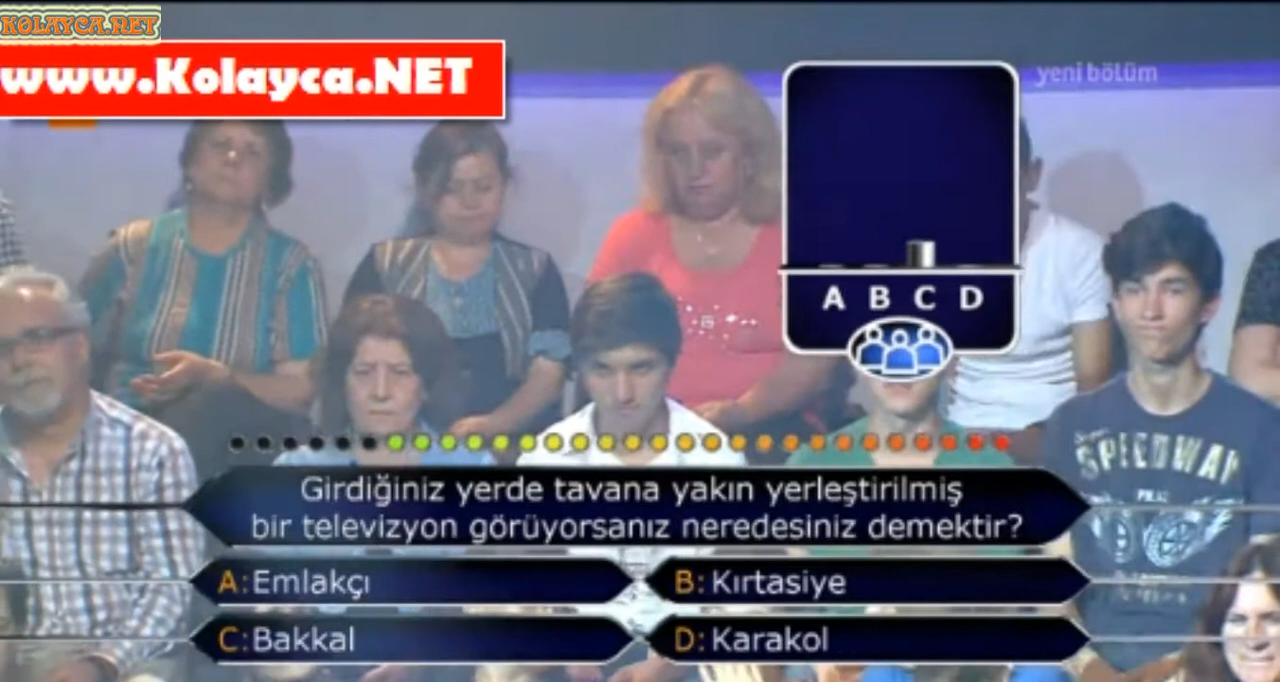 KOLAYCA.NET
www.Kolayca.NET
yeni bölüm
A B C D
SPEEDWAY
Girdiğiniz yerde tavana yakın yerleştirilmiş
bir televizyon görüyorsanız neredesiniz demektir?
A:Emlakçı
B:Kırtasiye
C:Bakkal
D:Karakol